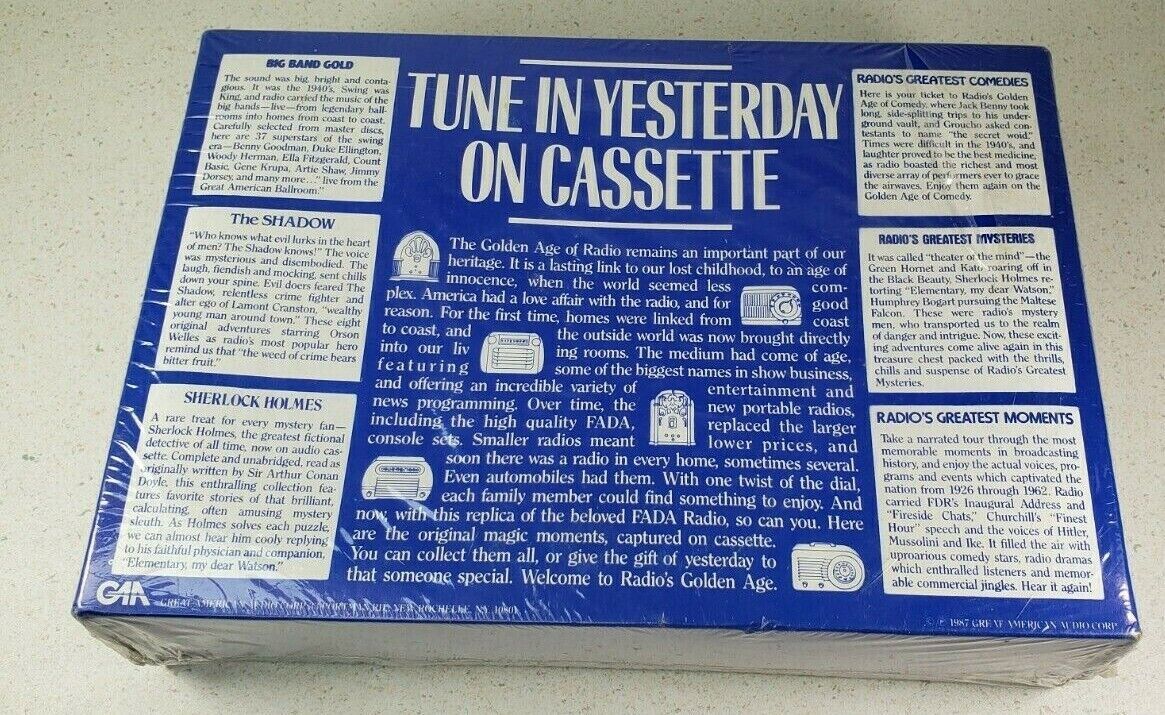 BIG BAND GOLD
The sound was big, bright and conta-
gious. It was the 1940's, Swing was
King, and radio carried the music of the
big bands—live—from legendary ball-
rooms into homes from coast to coast.
Carefully selected from master discs,
here are 37 superstars of the swing
era—Benny Goodman, Duke Ellington,
Woody Herman, Ella Fitzgerald, Count
Basie, Gene Krupa, Artie Shaw, Jimmy
Dorsey, and many more..." live from the
Great American Ballroom."
The SHADOW
"Who knows what evil lurks in the heart
of men? The Shadow knows!" The voice
was mysterious and disembodied. The
laugh, fiendish and mocking, sent chills
down your spine. Evil doers feared The
Shadow, relentless crime fighter and
alter ego of Lamont Cranston, "wealthy
young man around town." These eight
original adventures starring Orson
Welles as radio's most popular hero
remind us that "the weed of crime bears
bitter fruit."
SHERLOCK HOLMES
A rare treat for every mystery fan—
Sherlock Holmes, the greatest fictional
detective of all time, now on audio cas-
sette. Complete and unabridged, read as
originally written by Sir Arthur Conan
Doyle, this enthralling collection fea-
tures favorite stories of that brilliant,
calculating, often amusing mystery
sleuth. As Holmes solves each puzzle,
we can almost hear him cooly replying
to his faithful physician and companion,
"Elementary, my dear Watson."
TUNE IN YESTERDAY
ON CASSETTE
The Golden Age of Radio remains an important part of our
heritage. It is a lasting link to our lost childhood, to an age of
innocence, when the world seemed less com-
plex. America had a love affair with the radio, and for good
reason. For the first time, homes were linked from coast
to coast, and the outside world was now brought directly
into our liv ing rooms. The medium had come of age,
featuring some of the biggest names in show business,
and offering an incredible variety of entertainment and
news programming. Over time, the new portable radios,
including the high quality FADA, replaced the larger
console sets. Smaller radios meant lower prices, and
soon there was a radio in every home, sometimes several.
Even automobiles had them. With one twist of the dial,
each family member could find something to enjoy. And
now, with this replica of the beloved FADA Radio, so can you. Here
are the original magic moments, captured on cassette.
You can collect them all, or give the gift of yesterday to
that someone special. Welcome to Radio's Golden Age.
RADIO'S GREATEST COMEDIES
Here is your ticket to Radio's Golden
Age of Comedy, where Jack Benny took
long, side-splitting trips to his under-
ground vault, and Groucho asked con-
testants to name "the secret woid."
Times were difficult in the 1940's, and
laughter proved to be the best medicine,
as radio boasted the richest and most
diverse array of performers ever to grace
the airwaves. Enjoy them again on the
Golden Age of Comedy.
RADIO'S GREATEST MYSTERIES
It was called "theater of the mind"—the
Green Hornet and Kato roaring off in
the Black Beauty, Sherlock Holmes re-
torting "Elementary, my dear Watson,"
Humphrey Bogart pursuing the Maltese
Falcon. These were radio's mystery
men, who transported us to the realm
of danger and intrigue. Now, these excit-
ing adventures come alive again in this
treasure chest packed with the thrills,
chills and suspense of Radio's Greatest
Mysteries.
RADIO'S GREATEST MOMENTS
Take a narrated tour through the most
memorable moments in broadcasting
history, and enjoy the actual voices, pro-
grams and events which captivated the
nation from 1926 through 1962. Radio
carried FDR's Inaugural Address and
"Fireside Chats," Churchill's "Finest
Hour" speech and the voices of Hitler,
Mussolini and Ike. It filled the air with
uproarious comedy stars, radio dramas
which enthralled listeners and memor-
able commercial jingles. Hear it again!
GAA
GREAT AMERICAN AUDIO CORP. NEW ROCHELLE, NY 10801
© 1987 GREAT AMERICAN AUDIO CORP.